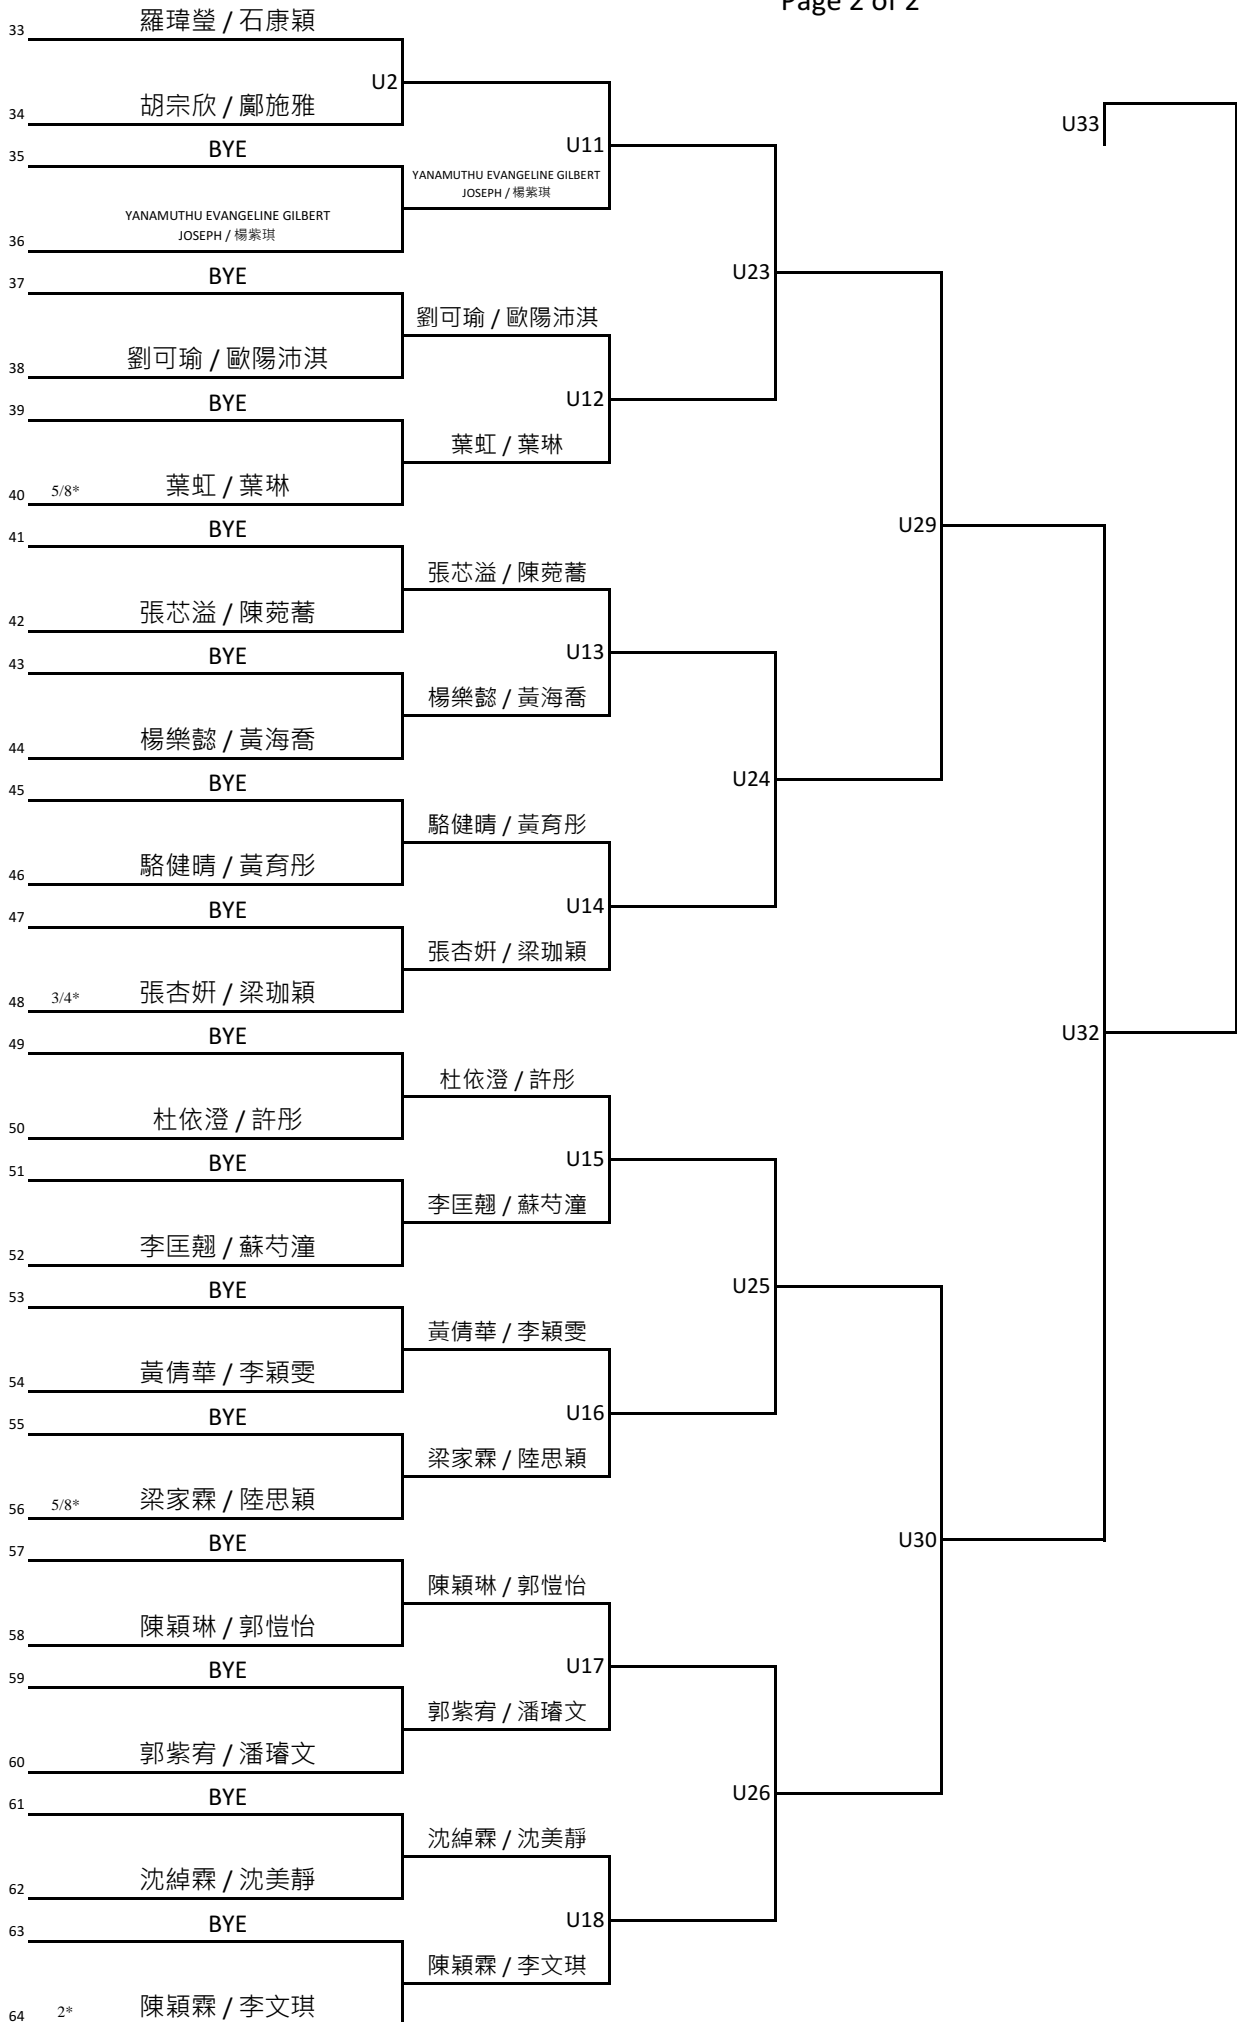 Page 2 of 2
33 羅瑋瑩 / 石康穎
U2
34 胡宗欣 / 鄺施雅
U33
35 BYE
U11
YANAMUTHU EVANGELINE GILBERT
JOSEPH / 楊紫琪
YANAMUTHU EVANGELINE GILBERT
36 JOSEPH / 楊紫琪
37 BYE
U23
劉可瑜 / 歐陽沛淇
38 劉可瑜 / 歐陽沛淇
39 BYE
U12
葉虹 / 葉琳
40 5/8* 葉虹 / 葉琳
41 BYE
U29
張芯溢 / 陳菀蕎
42 張芯溢 / 陳菀蕎
43 BYE
U13
楊樂懿 / 黃海喬
44 楊樂懿 / 黃海喬
45 BYE
U24
駱健晴 / 黃育彤
46 駱健晴 / 黃育彤
47 BYE
U14
張杏妍 / 梁珈穎
48 3/4* 張杏妍 / 梁珈穎
49 BYE
U32
杜依澄 / 許彤
50 杜依澄 / 許彤
51 BYE
U15
李匡翹 / 蘇芍潼
52 李匡翹 / 蘇芍潼
53 BYE
U25
黃倩華 / 李穎雯
54 黃倩華 / 李穎雯
55 BYE
U16
梁家霖 / 陸思穎
56 5/8* 梁家霖 / 陸思穎
57 BYE
U30
陳穎琳 / 郭愷怡
58 陳穎琳 / 郭愷怡
59 BYE
U17
郭紫宥 / 潘璿文
60 郭紫宥 / 潘璿文
61 BYE
U26
沈綽霖 / 沈美靜
62 沈綽霖 / 沈美靜
63 BYE
U18
陳穎霖 / 李文琪
64 2* 陳穎霖 / 李文琪